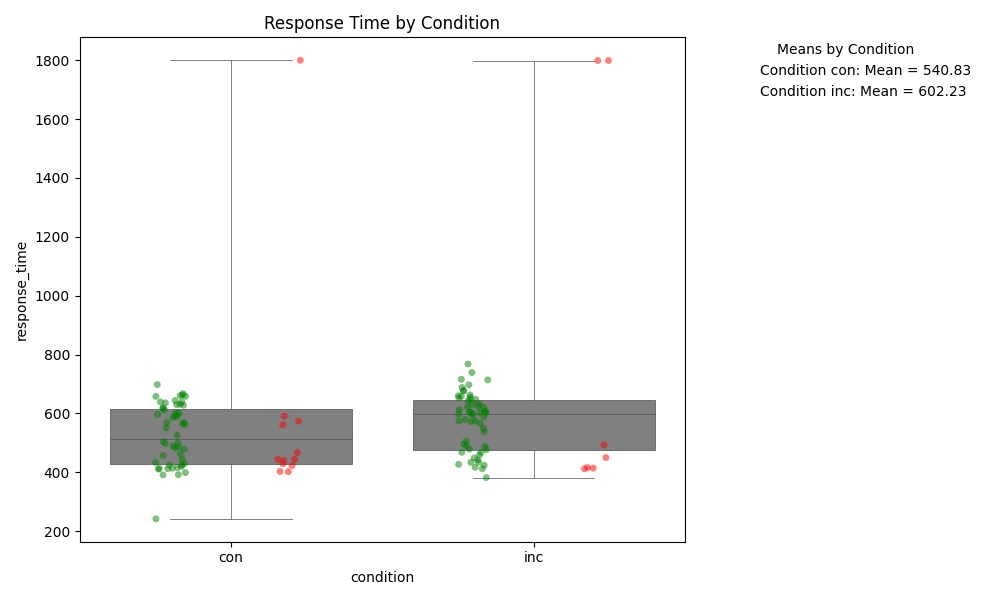 Response Time by Condition
Means by Condition
Condition con: Mean = 540.83
Condition inc: Mean = 602.23
response_time
1800
1600
1400
1200
1000
800
600
400
200
con inc
condition